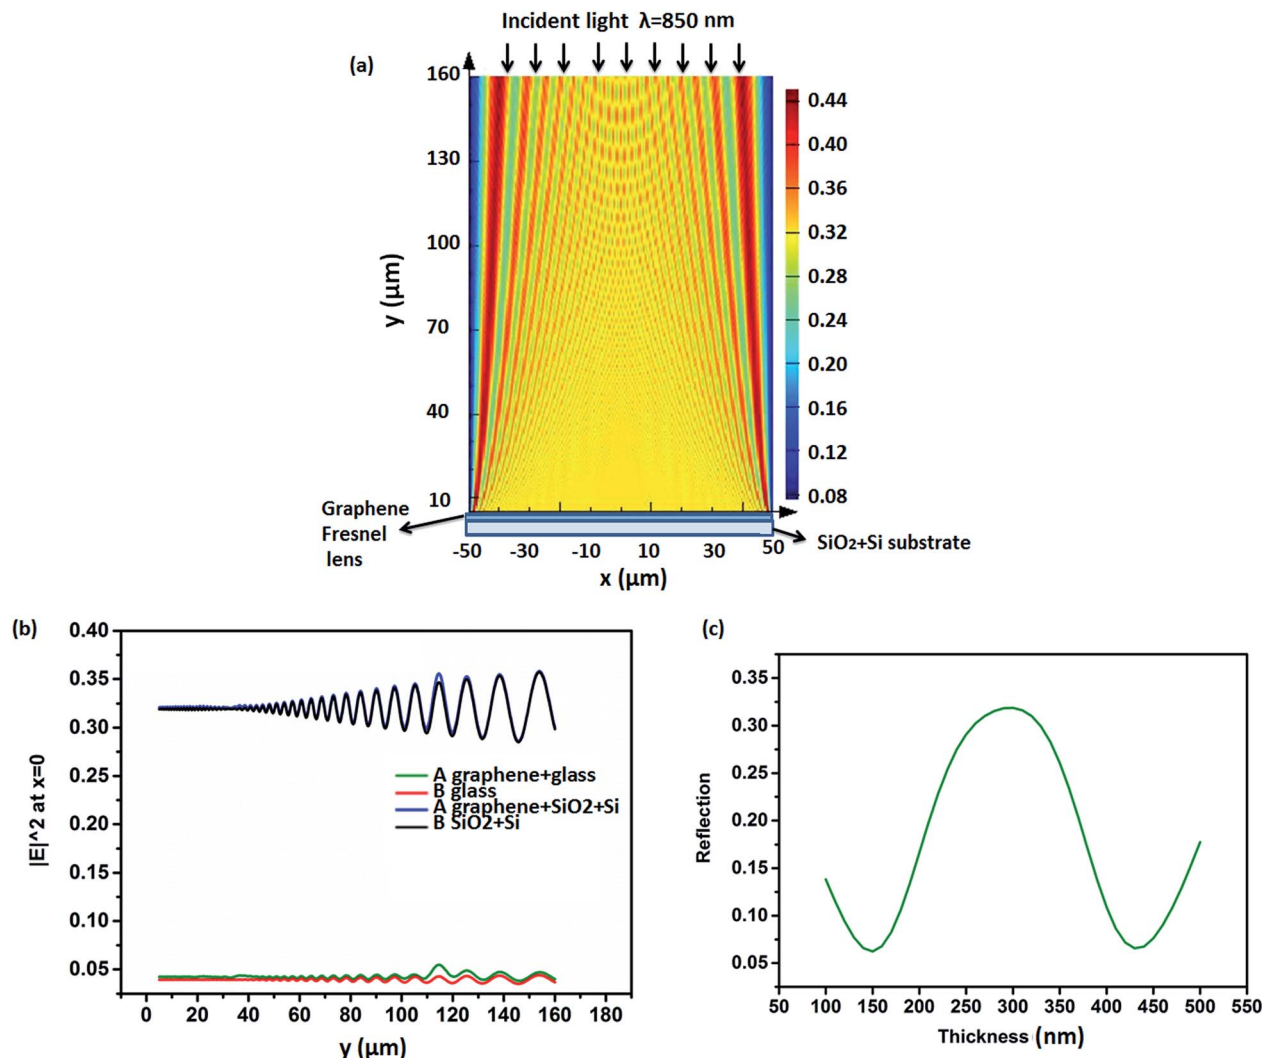 Incident light λ=850 nm
(a)
160
130
100
70
40
10
y (μm)
0.44
0.40
0.36
0.32
0.28
0.24
0.20
0.16
0.12
0.08
Graphene
Fresnel
lens
SiO2+Si substrate
-50 -30 -10 10 30 50
x (μm)
(b)
0.40
0.35
0.30
0.25
0.20
0.15
0.10
0.05
|E|^2 at x=0
A graphene+glass
B glass
A graphene+SiO2+Si
B SiO2+Si
0 20 40 60 80 100 120 140 160 180
y (μm)
(c)
0.35
0.30
0.25
0.20
0.15
0.10
0.05
Reflection
50 100 150 200 250 300 350 400 450 500 550
Thickness (nm)